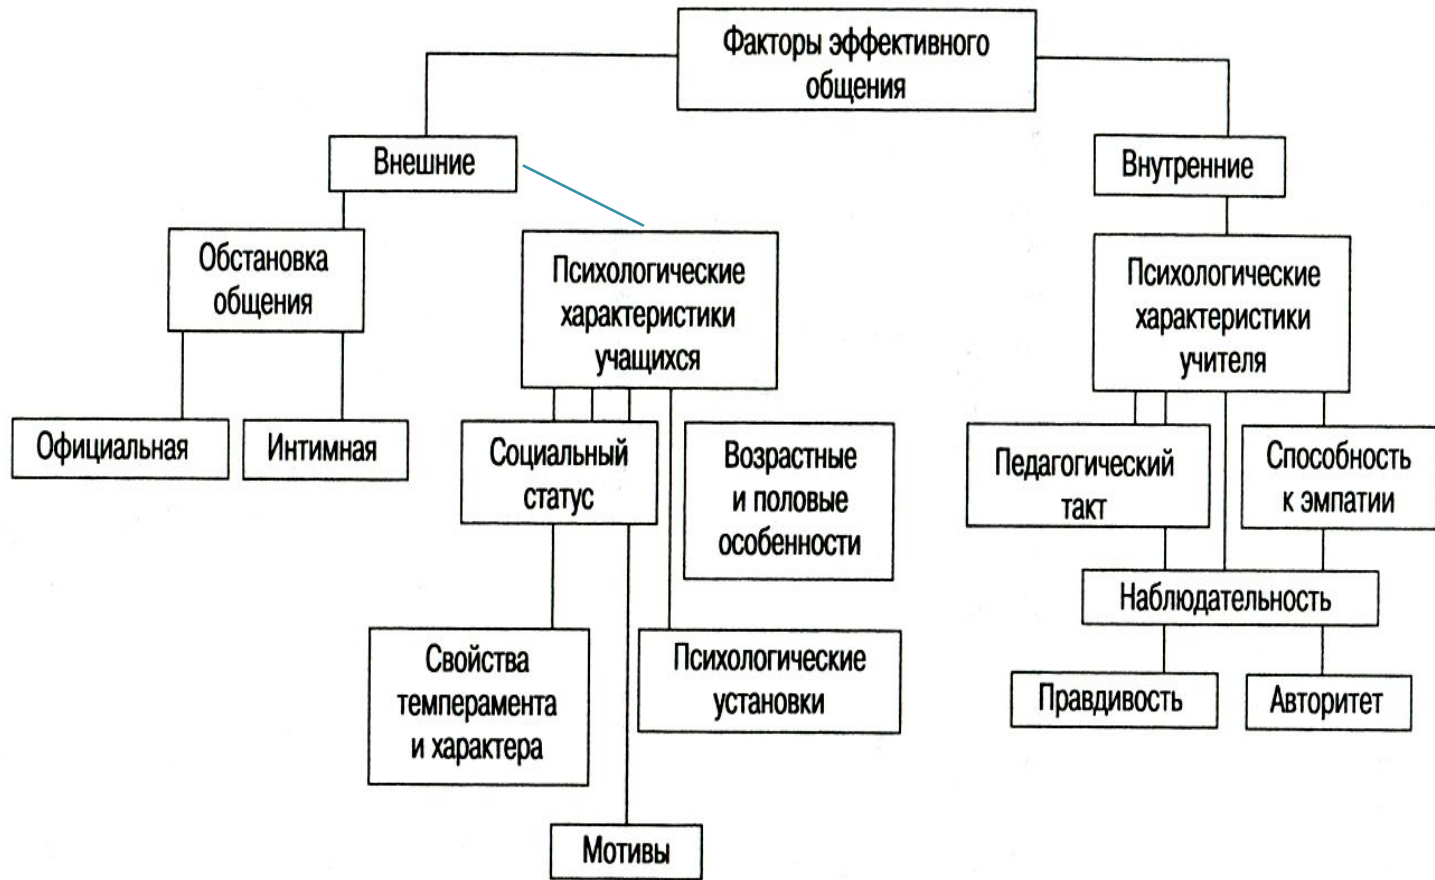 Факторы эффективного
общения
Внешние
Внутренние
Обстановка
общения
Психологические
характеристики
учащихся
Психологические
характеристики
учителя
Официальная
Интимная
Социальный
статус
Возрастные
и половые
особенности
Педагогический
такт
Способность
к эмпатии
Наблюдательность
Свойства
темперамента
и характера
Психологические
установки
Правдивость
Авторитет
Мотивы